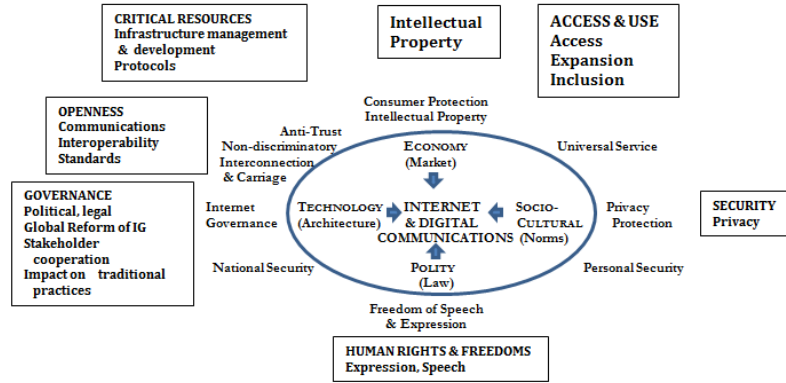 CRITICAL RESOURCES
Infrastructure management
& development
Protocols
Intellectual
Property
ACCESS & USE
Access
Expansion
Inclusion
OPENNESS
Communications
Interoperability
Standards
Consumer Protection
Intellectual Property
Anti-Trust
Non-discriminatory
Interconnection
& Carriage
ECONOMY
(Market)
Universal Service
GOVERNANCE
Political, legal
Global Reform of IG
Stakeholder
cooperation
Impact on traditional
practices
Internet
Governance
TECHNOLOGY
(Architecture)
INTERNET
& DIGITAL
COMMUNICATIONS
SOCIO-
CULTURAL
(Norms)
Privacy
Protection
SECURITY
Privacy
National Security
POLITY
(Law)
Personal Security
Freedom of Speech
& Expression
HUMAN RIGHTS & FREEDOMS
Expression, Speech